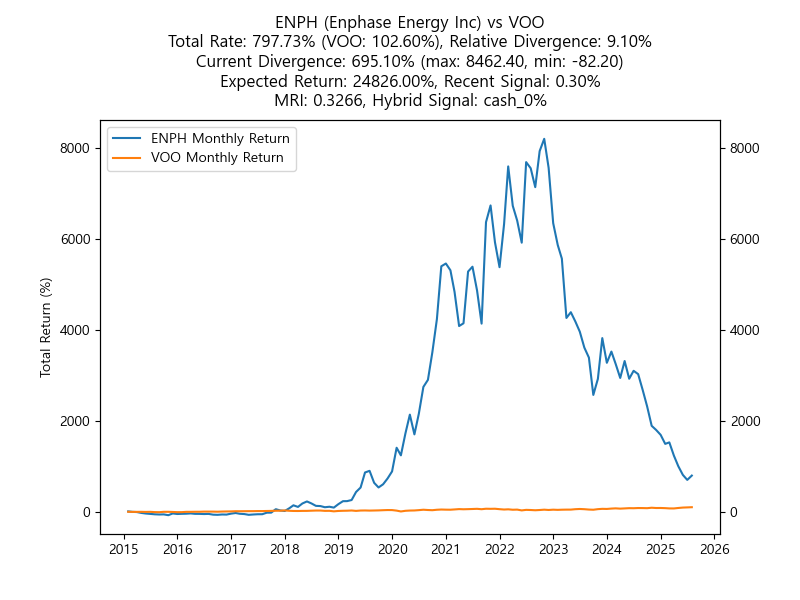 ENPH (Enphase Energy Inc) vs VOO
Total Rate: 797.73% (VOO: 102.60%), Relative Divergence: 9.10%
Current Divergence: 695.10% (max: 8462.40, min: -82.20)
Expected Return: 24826.00%, Recent Signal: 0.30%
MRI: 0.3266, Hybrid Signal: cash_0%
ENPH Monthly Return
VOO Monthly Return
Total Return (%)
8000
6000
4000
2000
0
8000
6000
4000
2000
0
2015 2016 2017 2018 2019 2020 2021 2022 2023 2024 2025 2026